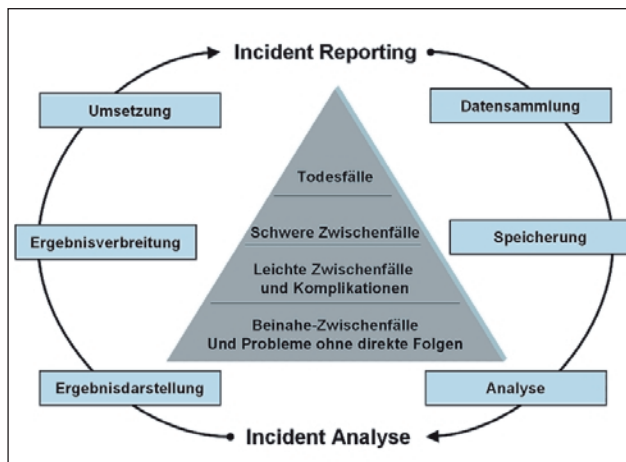 Incident Reporting
Umsetzung
Datensammlung
Todesfälle
Ergebnisverbreitung
Schwere Zwischenfälle
Speicherung
Leichte Zwischenfälle
und Komplikationen
Beinahe-Zwischenfälle
Und Probleme ohne direkte Folgen
Ergebnisdarstellung
Analyse
Incident Analyse